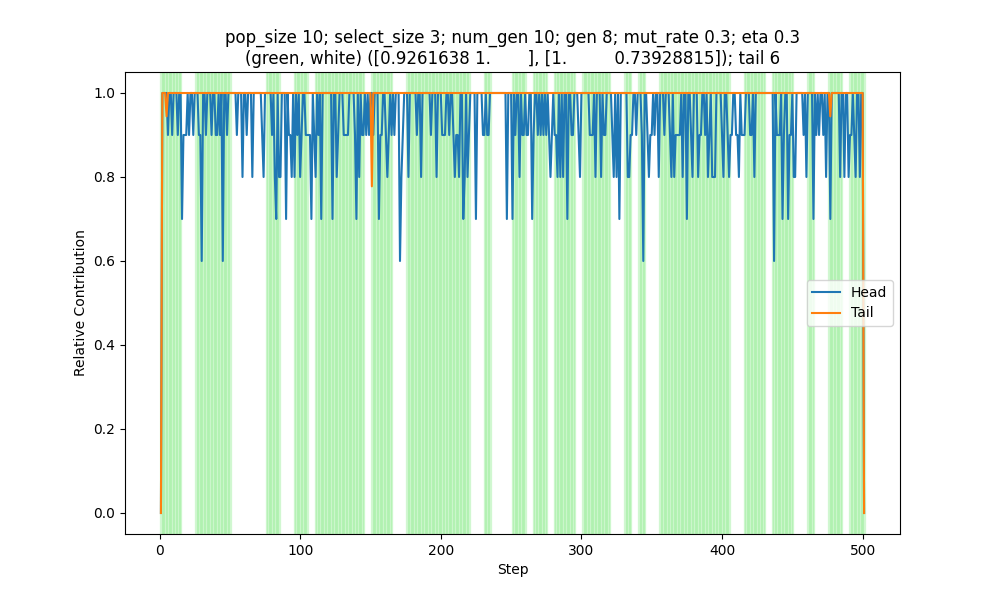 pop_size 10; select_size 3; num_gen 10; gen 8; mut_rate 0.3; eta 0.3
(green, white) ([0.9261638 1.        ], [1.          0.73928815]); tail 6
1.0
0.8
0.6
0.4
0.2
0.0
Relative Contribution
Head
Tail
0
100
200
300
400
500
Step